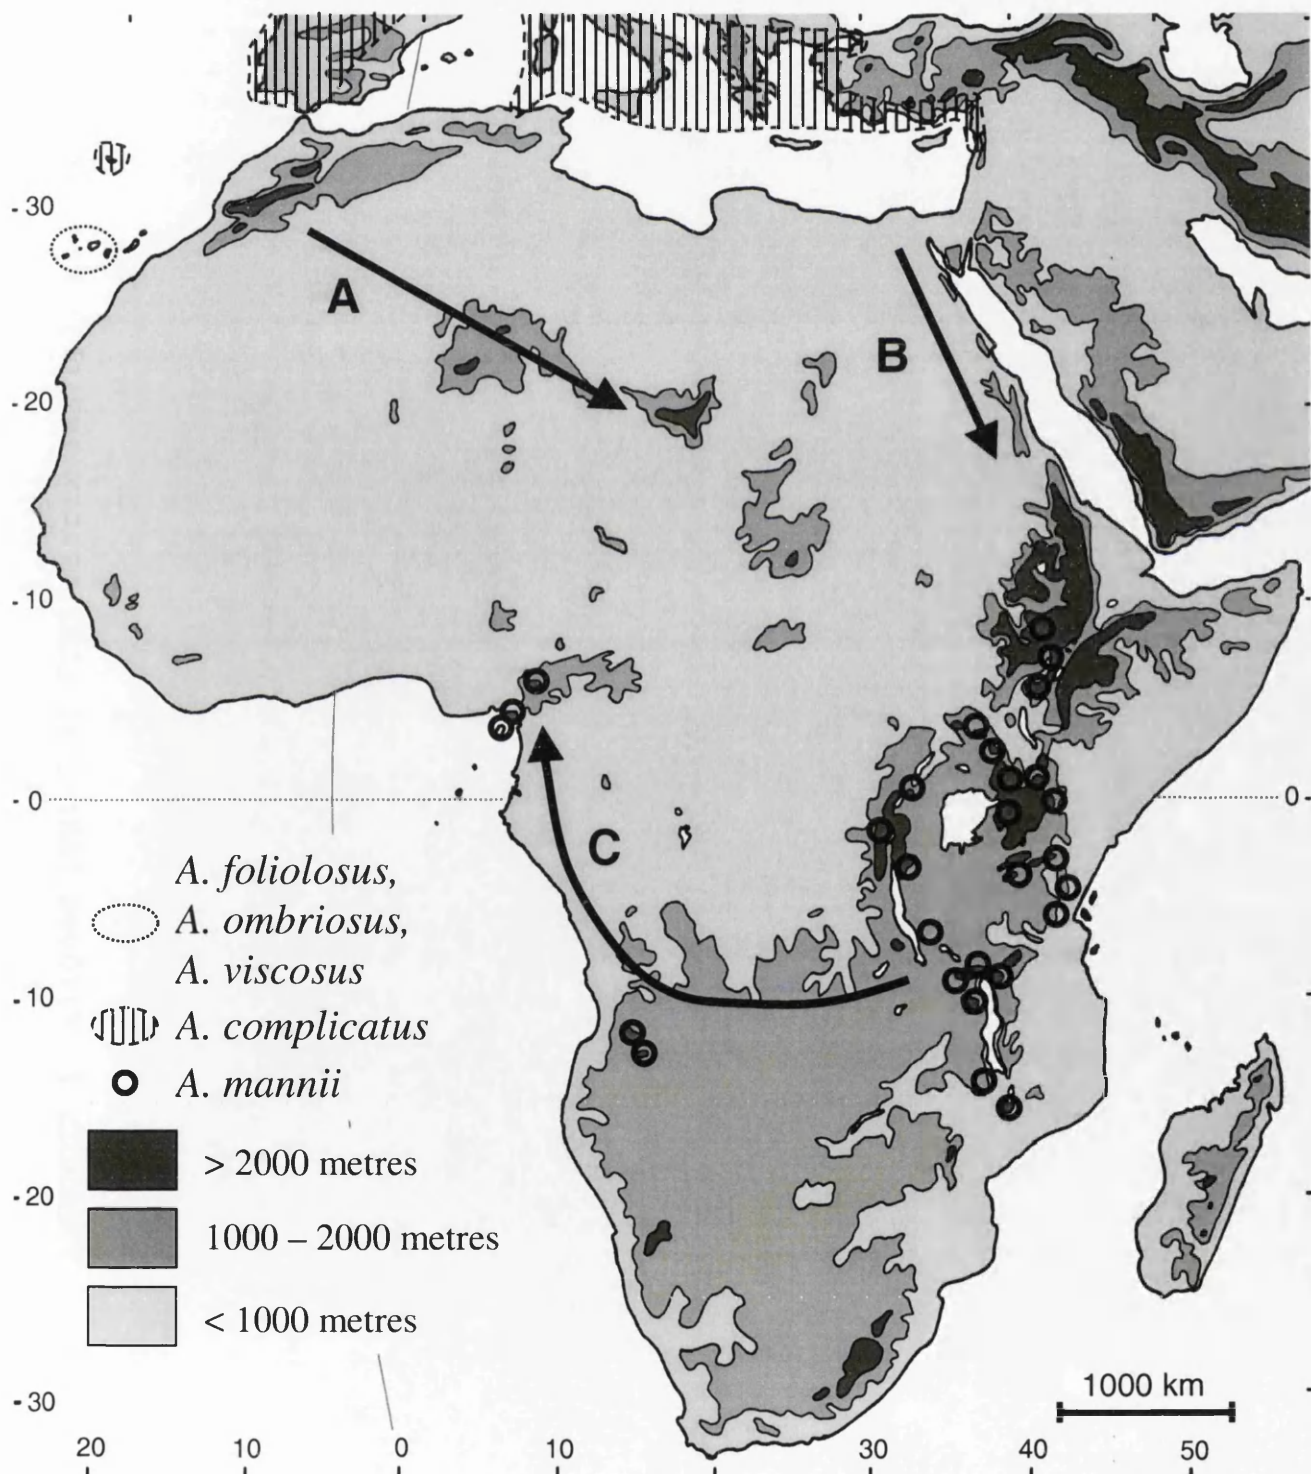 - 30
A
B
- 20
- 10
- 0
0 -
C
A. foliolosus,
A. ombriosus,
A. viscosus
- 10
A. complicatus
A. mannii
> 2000 metres
- 20
1000 – 2000 metres
< 1000 metres
1000 km
- 30
20 10 0 10 30 40 50